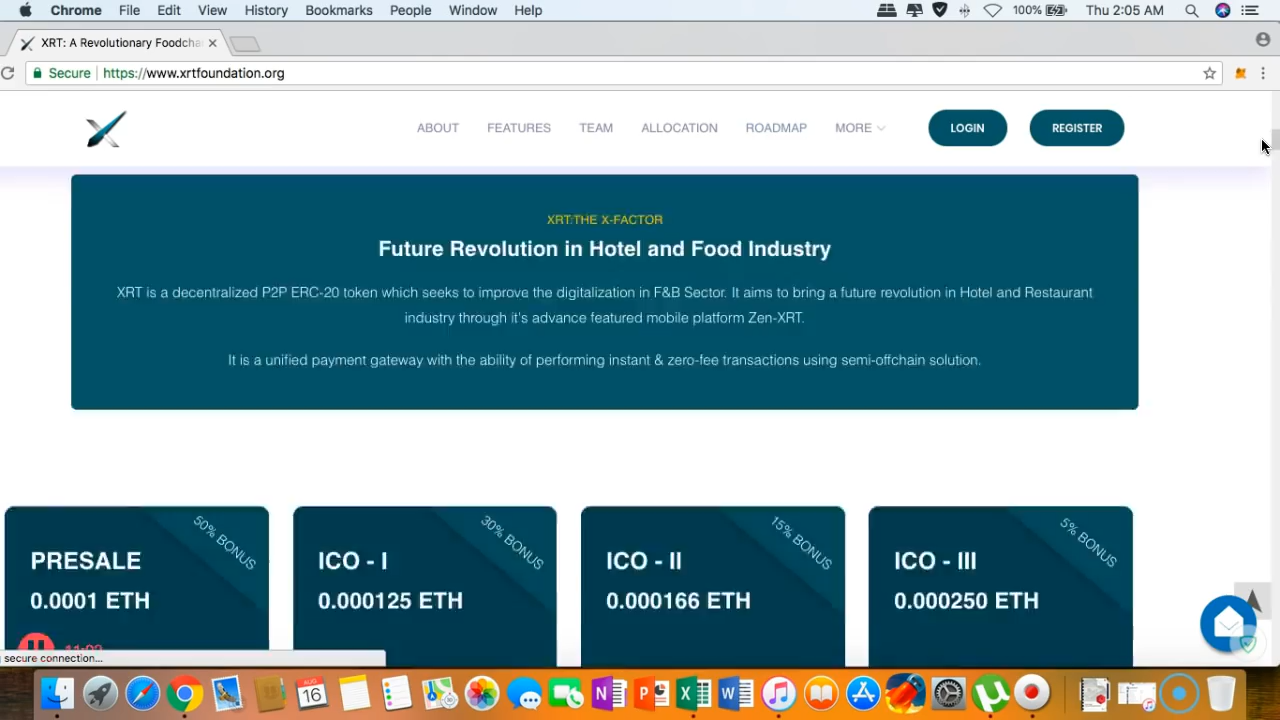 Chrome File Edit View History Bookmarks People Window Help 100% Thu 2:05 AM
XRT: A Revolutionary Foodcha
Secure https://www.xrtfoundation.org
ABOUT FEATURES TEAM ALLOCATION ROADMAP MORE LOGIN REGISTER
XRT:THE X-FACTOR
Future Revolution in Hotel and Food Industry
XRT is a decentralized P2P ERC-20 token which seeks to improve the digitalization in F&B Sector. It aims to bring a future revolution in Hotel and Restaurant
industry through it's advance featured mobile platform Zen-XRT.
It is a unified payment gateway with the ability of performing instant & zero-fee transactions using semi-offchain solution.
50% BONUS 30% BONUS 15% BONUS 5% BONUS
PRESALE ICO - I ICO - II ICO - III
0.0001 ETH 0.000125 ETH 0.000166 ETH 0.000250 ETH
secure connection...
AUG
16